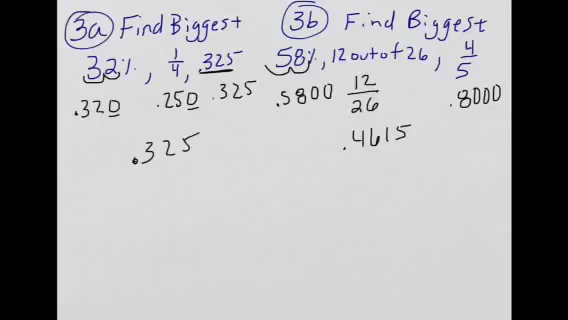 3a Find Biggest
32%, 1/4, .325
.320 .250 .325
.325
3b Find Biggest
58%, 12 out of 26, 4/5
.5800 12/26 .8000
.4615